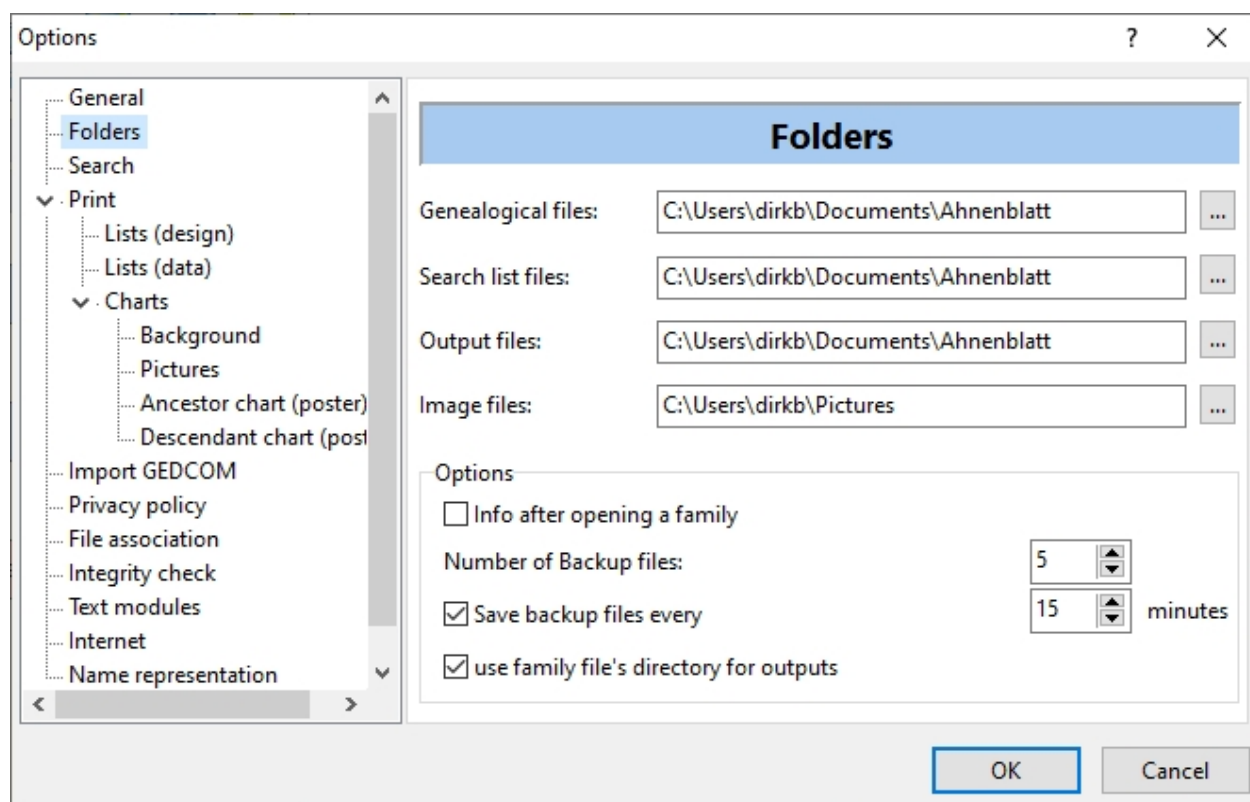 Options
?
General
Folders
Search
Print
Lists (design)
Lists (data)
Charts
Background
Pictures
Ancestor chart (poster)
Descendant chart (post
Import GEDCOM
Privacy policy
File association
Integrity check
Text modules
Internet
Name representation
Folders
Genealogical files: C:\Users\dirkb\Documents\Ahnenblatt ...
Search list files: C:\Users\dirkb\Documents\Ahnenblatt ...
Output files: C:\Users\dirkb\Documents\Ahnenblatt ...
Image files: C:\Users\dirkb\Pictures ...
Options
Info after opening a family
Number of Backup files: 5
Save backup files every 15 minutes
use family file's directory for outputs
OK Cancel